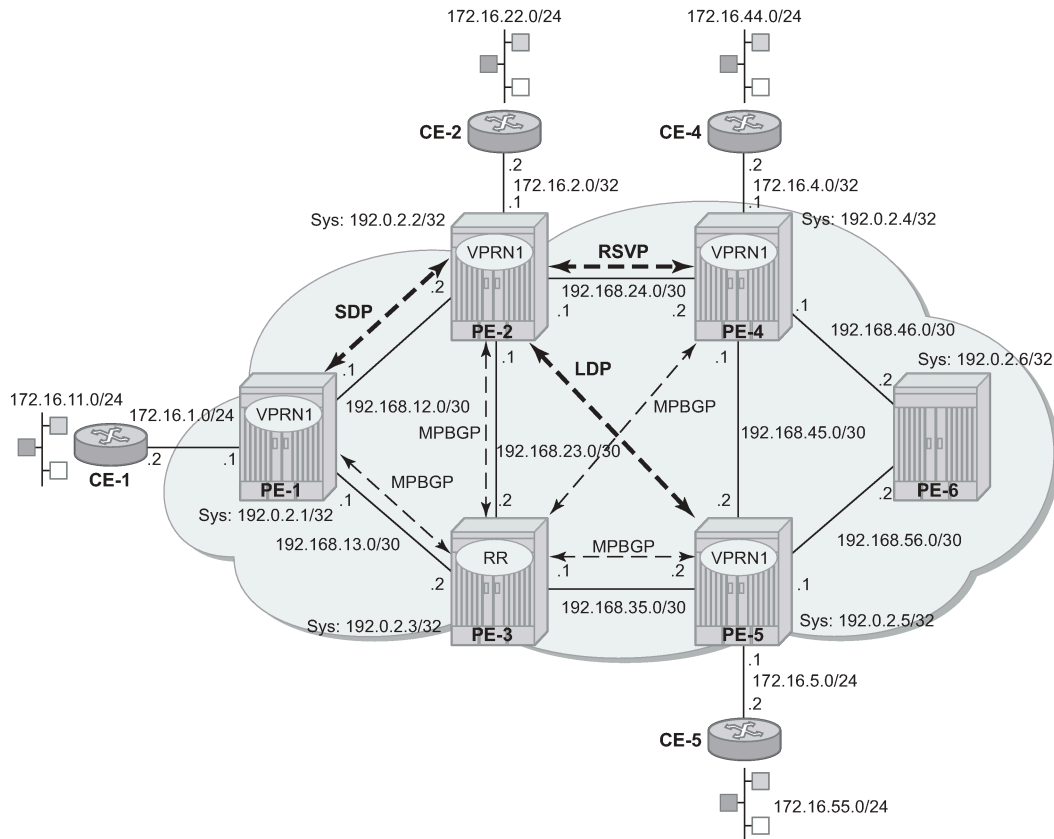 172.16.22.0/24
172.16.44.0/24
CE-2
CE-4
.2
172.16.2.0/32
.1
.2
172.16.4.0/32
.1
Sys: 192.0.2.2/32
Sys: 192.0.2.4/32
VPRN1
RSVP
VPRN1
.2
192.168.24.0/30
.1
SDP
.1
.2
PE-2
PE-4
192.168.46.0/30
.1
.1
.1
LDP
Sys: 192.0.2.6/32
172.16.11.0/24
172.16.1.0/24
VPRN1
192.168.12.0/30
MPBGP
.2
MPBGP
192.168.45.0/30
192.168.23.0/30
.2
.1
CE-1
PE-1
MPBGP
PE-6
Sys: 192.0.2.1/32
.1
.2
.2
.2
192.168.13.0/30
RR
MPBGP
VPRN1
192.168.56.0/30
.2
.1
.2
.1
192.168.35.0/30
Sys: 192.0.2.3/32
PE-3
PE-5
Sys: 192.0.2.5/32
.1
172.16.5.0/24
.2
CE-5
172.16.55.0/24